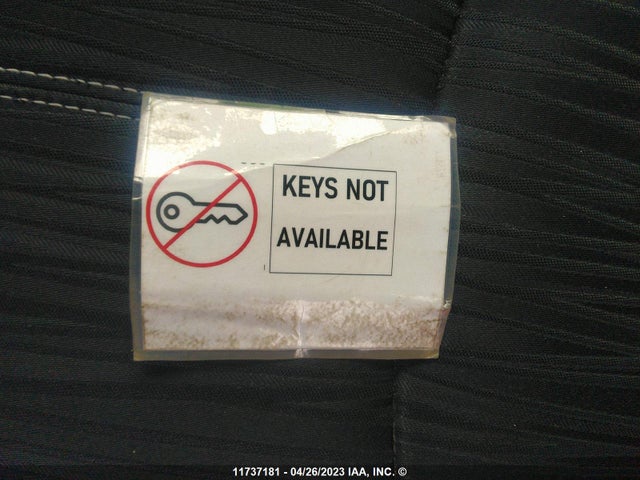 KEYS NOT
AVAILABLE
11737181 - 04/26/2023 IAA, INC. ©